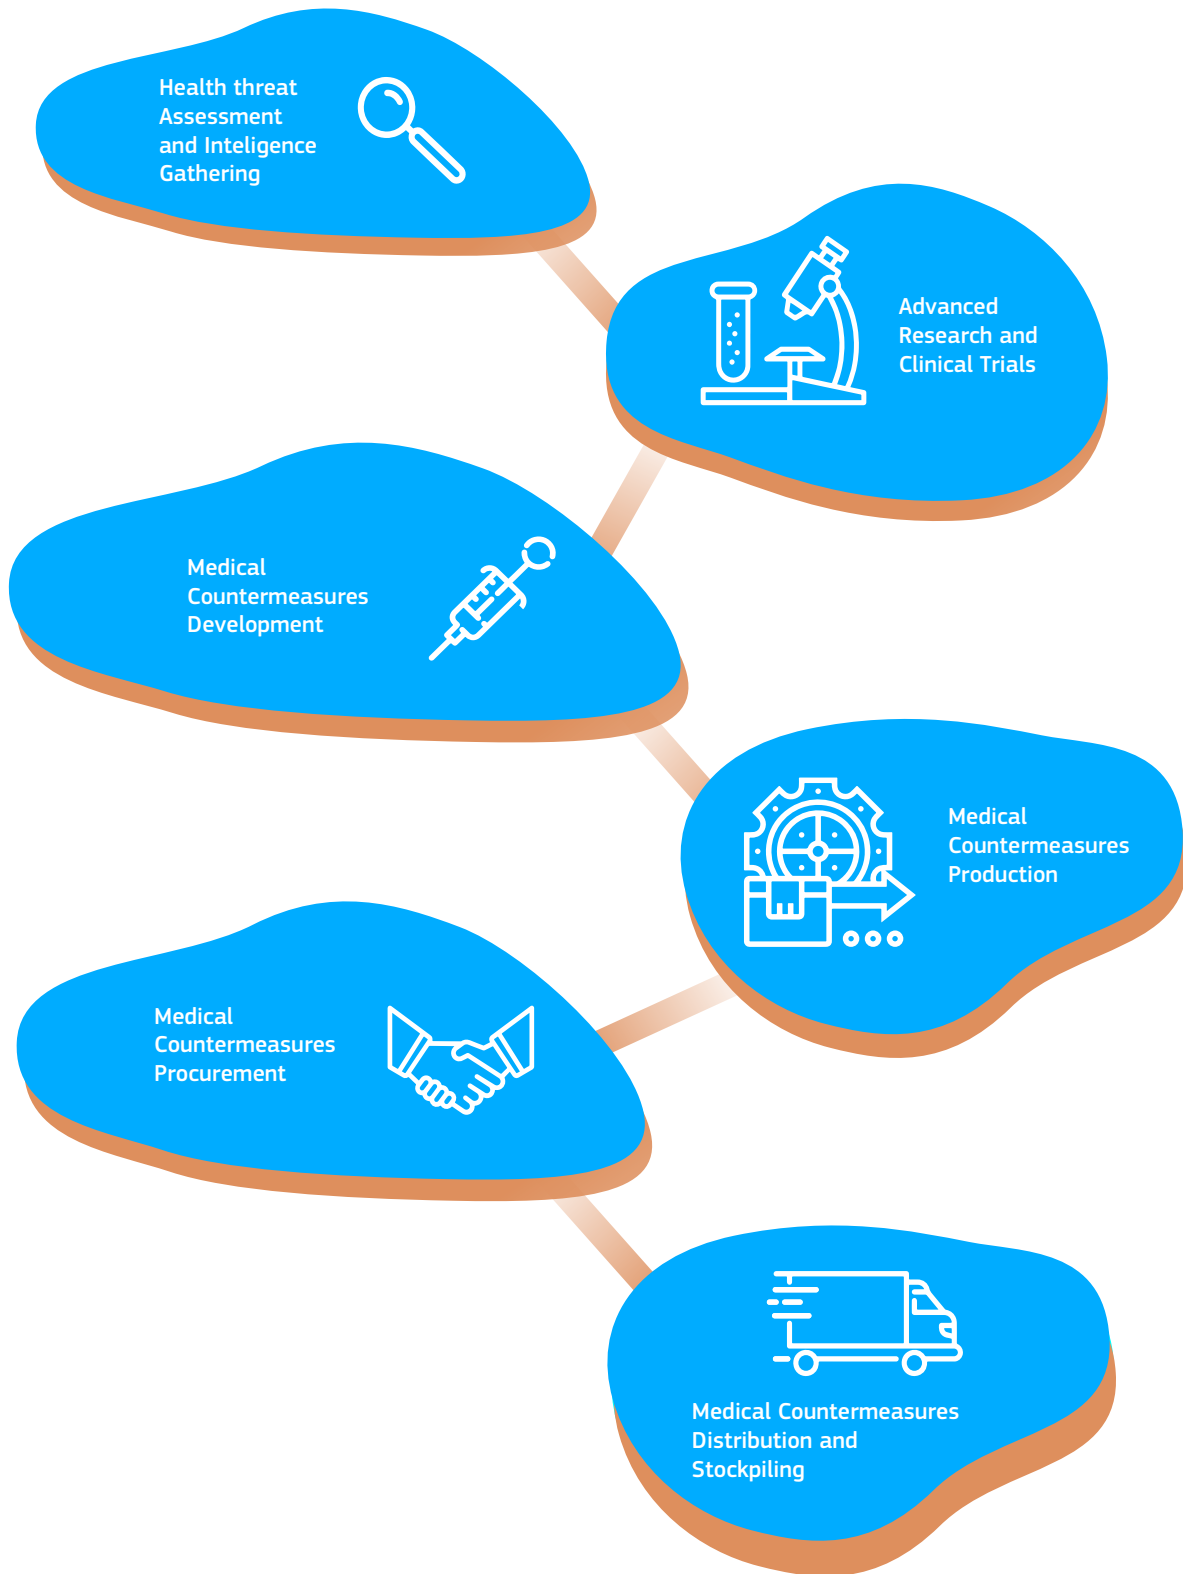 Health threat
Assessment
and Inteligence
Gathering
Advanced
Research and
Clinical Trials
Medical
Countermeasures
Development
Medical
Countermeasures
Production
Medical
Countermeasures
Procurement
Medical Countermeasures
Distribution and
Stockpiling